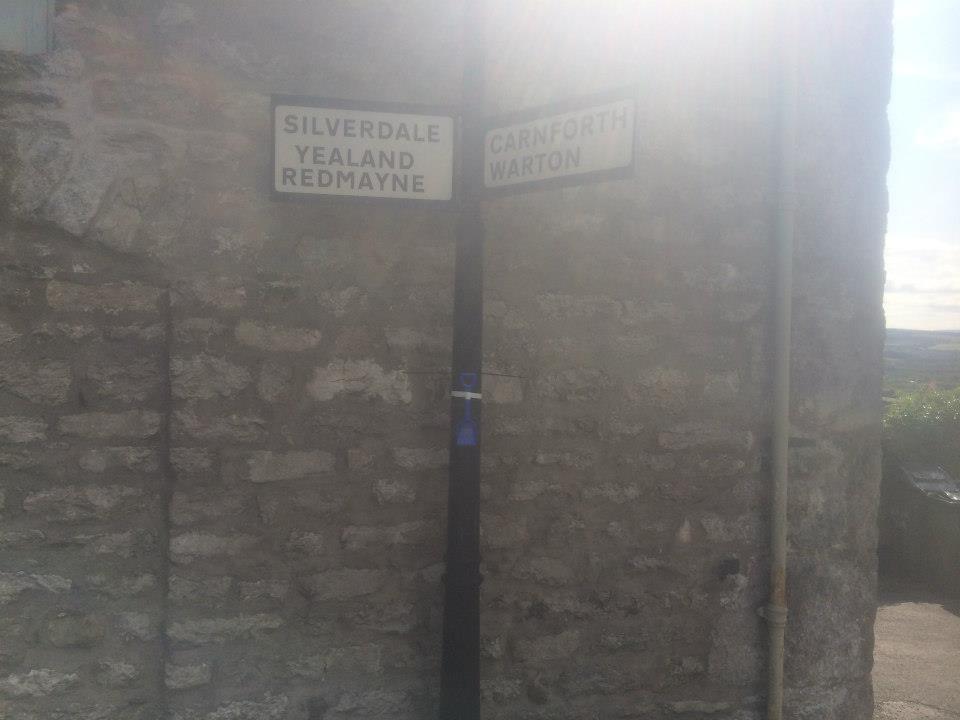 SILVERDALE
YEALAND
REDMAYNE
CARNFORTH
WARTON